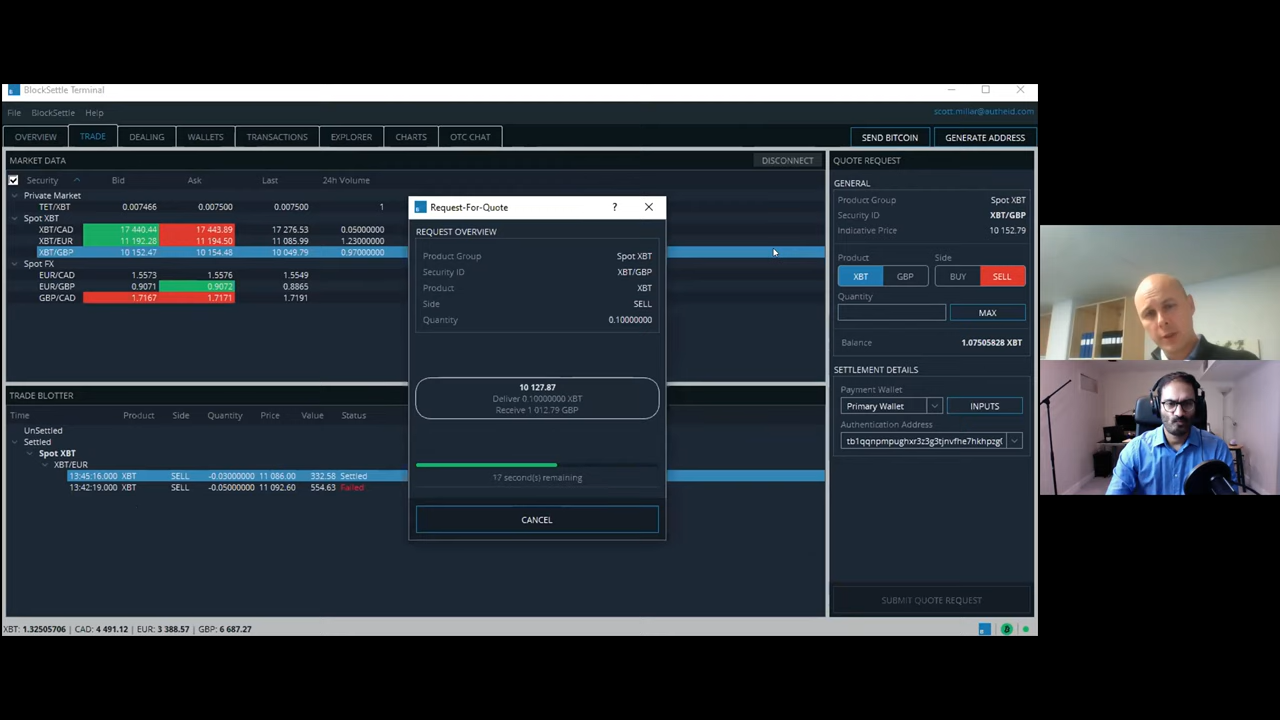 BlockSettle Terminal
File BlockSettle Help
scott.miller@autheid.com
OVERVIEW TRADE DEALING WALLETS TRANSACTIONS EXPLORER CHARTS OTC CHAT
SEND BITCOIN GENERATE ADDRESS
MARKET DATA DISCONNECT
Security Bid Ask Last 24h Volume
Private Market
TET/XBT 0.007466 0.007500 0.007500 1
Spot XBT
XBT/CAD 17 440.44 17 443.89 17 276.53 0.05000000
XBT/EUR 11 192.28 11 194.50 11 085.99 1.23000000
XBT/GBP 10 152.47 10 154.48 10 049.79 0.97000000
Spot FX
EUR/CAD 1.5573 1.5576 1.5549
EUR/GBP 0.9071 0.9072 0.8865
GBP/CAD 1.7167 1.7171 1.7191
TRADE BLOTTER
Time Product Side Quantity Price Value Status
UnSettled
Settled
Spot XBT
XBT/EUR
13:45:16.000 XBT SELL -0.03000000 11 086.00 332.58 Settled
13:42:19.000 XBT SELL -0.05000000 11 092.60 554.63 Failed
Request-For-Quote ?
REQUEST OVERVIEW
Product Group Spot XBT
Security ID XBT/GBP
Product XBT
Side SELL
Quantity 0.10000000
10 127.87
Deliver 0.10000000 XBT
Receive 1 012.79 GBP
17 second(s) remaining
CANCEL
QUOTE REQUEST
GENERAL
Product Group Spot XBT
Security ID XBT/GBP
Indicative Price 10 152.79
Product Side
XBT GBP BUY SELL
Quantity
MAX
Balance 1.07505828 XBT
SETTLEMENT DETAILS
Payment Wallet
Primary Wallet INPUTS
Authentication Address
SUBMIT QUOTE REQUEST
XBT: 1.32505706 | CAD: 4 491.12 | EUR: 3 388.57 | GBP: 6 687.27